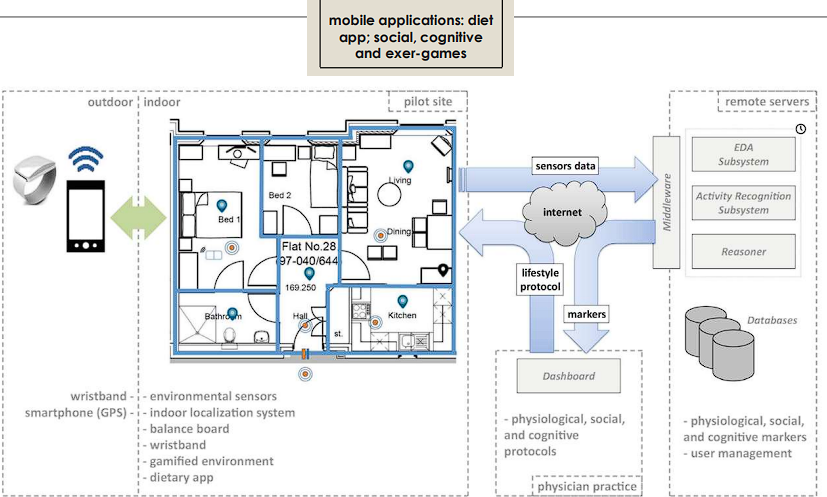 mobile applications: diet
app; social, cognitive
and exer-games
outdoor
indoor
pilot site
remote servers
Bed 1
Bed 2
Living
Dining
Flat No.28
(97-040/644)
169.250
Bathroom
Hall
st.
Kitchen
sensors data
internet
lifestyle
protocol
markers
Middleware
EDA
Subsystem
Activity Recognition
Subsystem
Reasoner
Databases
Dashboard
wristband -
smartphone (GPS) -
- environmental sensors
- indoor localization system
- balance board
- wristband
- gamified environment
- dietary app
- physiological, social,
and cognitive
protocols
physician practice
- physiological, social,
and cognitive markers
- user management